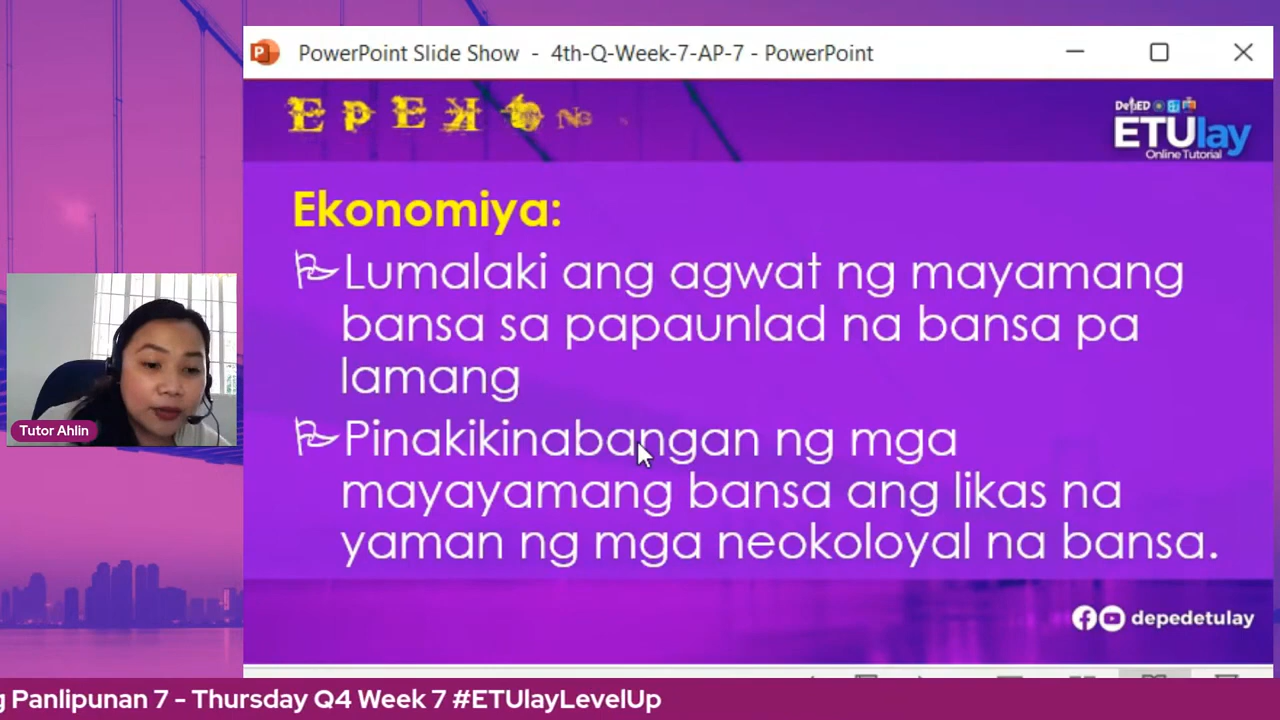 PowerPoint Slide Show - 4th-Q-Week-7-AP-7 - PowerPoint
EPEKTO NG
DepED
ETUlay
Online Tutorial
Ekonomiya:
Lumalaki ang agwat ng mayamang
bansa sa papaunlad na bansa pa
lamang
Pinakikinabangan ng mga
mayayamang bansa ang likas na
yaman ng mga neokoloyal na bansa.
Tutor Ahlin
depedetulay
g Panlipunan 7 - Thursday Q4 Week 7 #ETUlayLevelUp